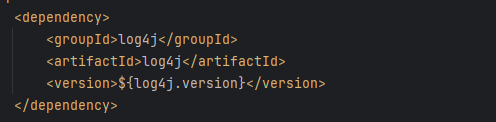 <dependency>
    <groupId>log4j</groupId>
    <artifactId>log4j</artifactId>
    <version>${log4j.version}</version>
</dependency>